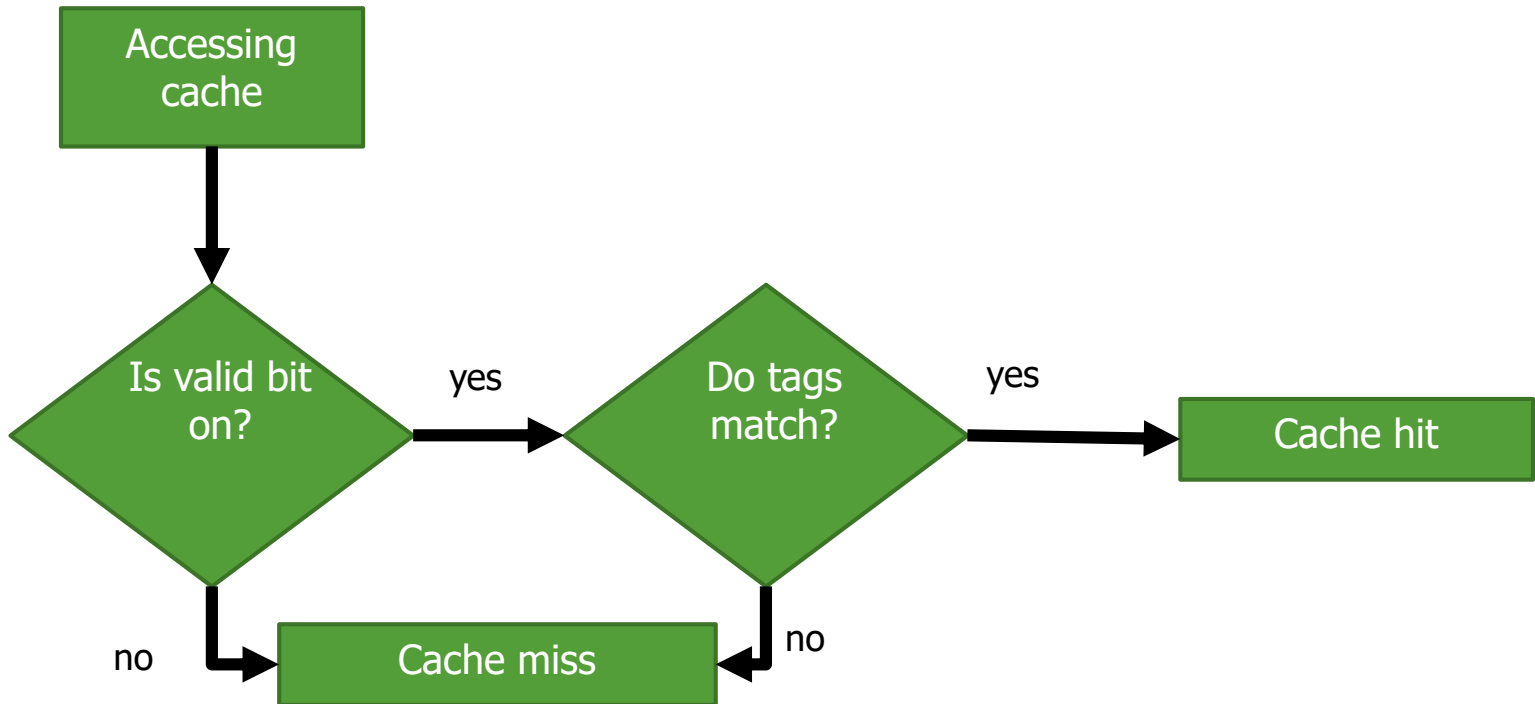 Accessing
cache
Is valid bit
on?
yes
Do tags
match?
yes
Cache hit
no
Cache miss
no